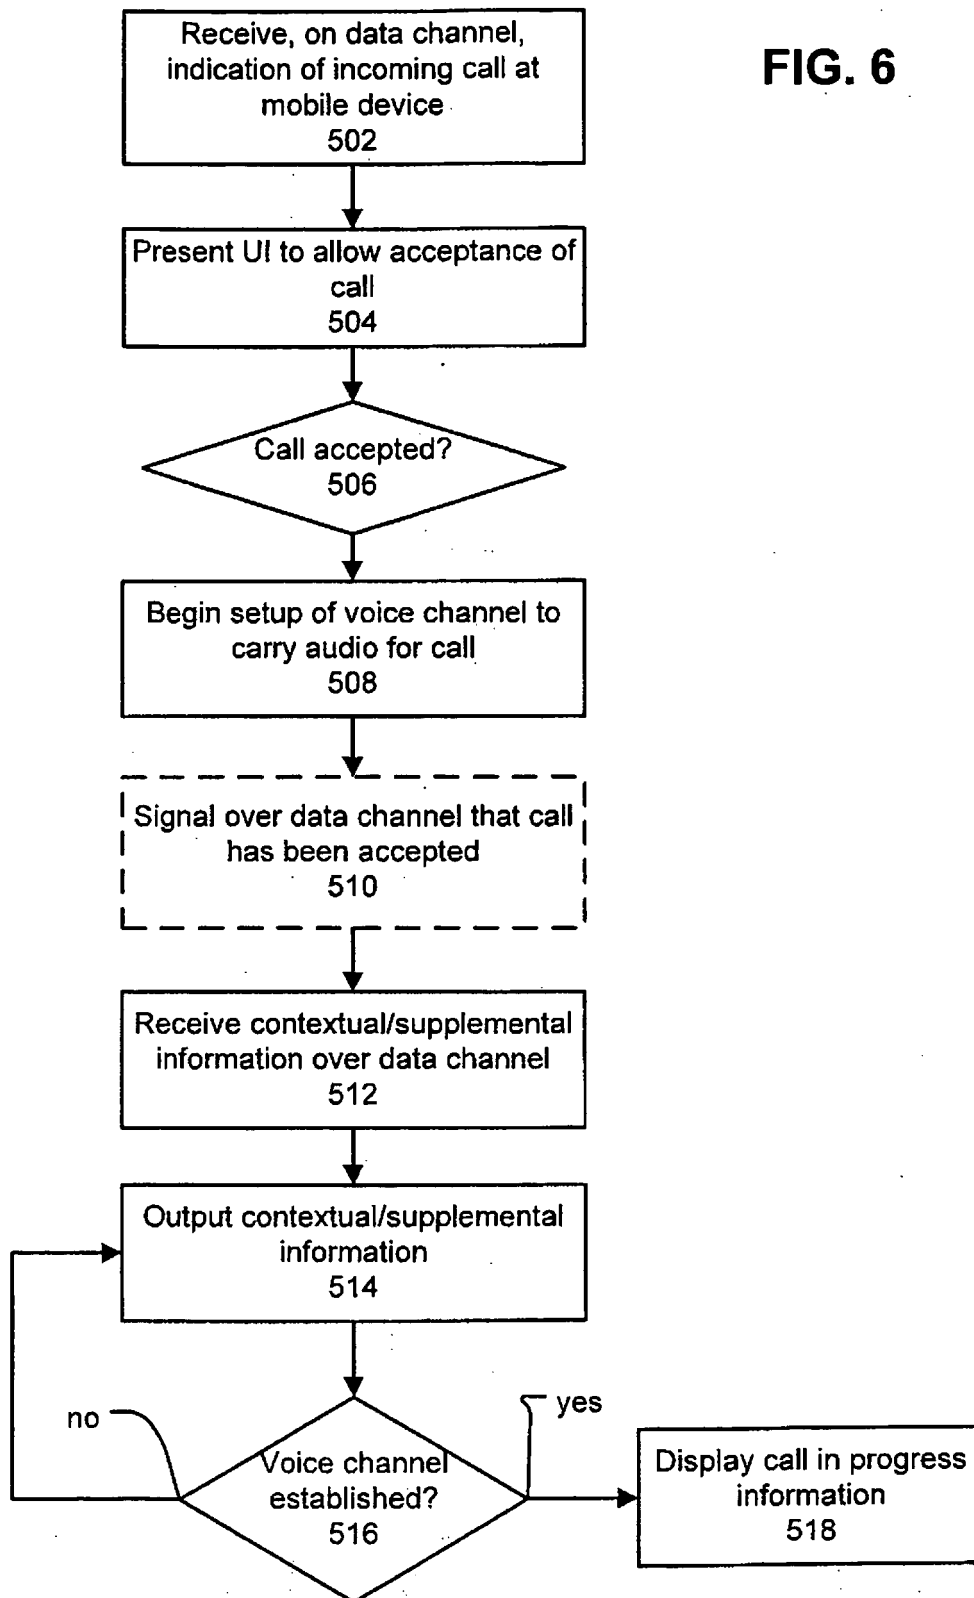 FIG. 6
Receive, on data channel,
indication of incoming call at
mobile device
502
Present UI to allow acceptance of
call
504
Call accepted?
506
Begin setup of voice channel to
carry audio for call
508
Signal over data channel that call
has been accepted
510
Receive contextual/supplemental
information over data channel
512
Output contextual/supplemental
information
514
no
yes
Voice channel
established?
516
Display call in progress
information
518